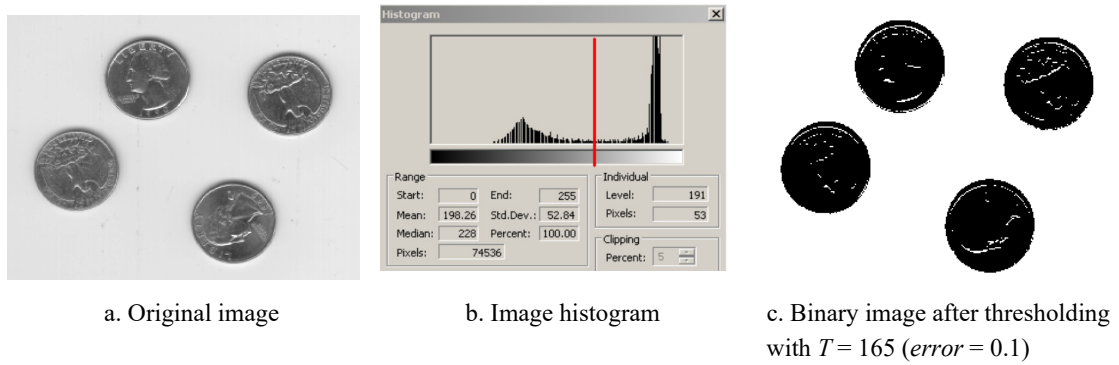 LIBERTY
Histogram
Range
Start: 0 End: 255
Mean: 198.26 Std.Dev.: 52.84
Median: 228 Percent: 100.00
Pixels: 74536
Individual
Level: 191
Pixels: 53
Clipping
Percent: 5
a. Original image
b. Image histogram
c. Binary image after thresholding
with T = 165 (error = 0.1)